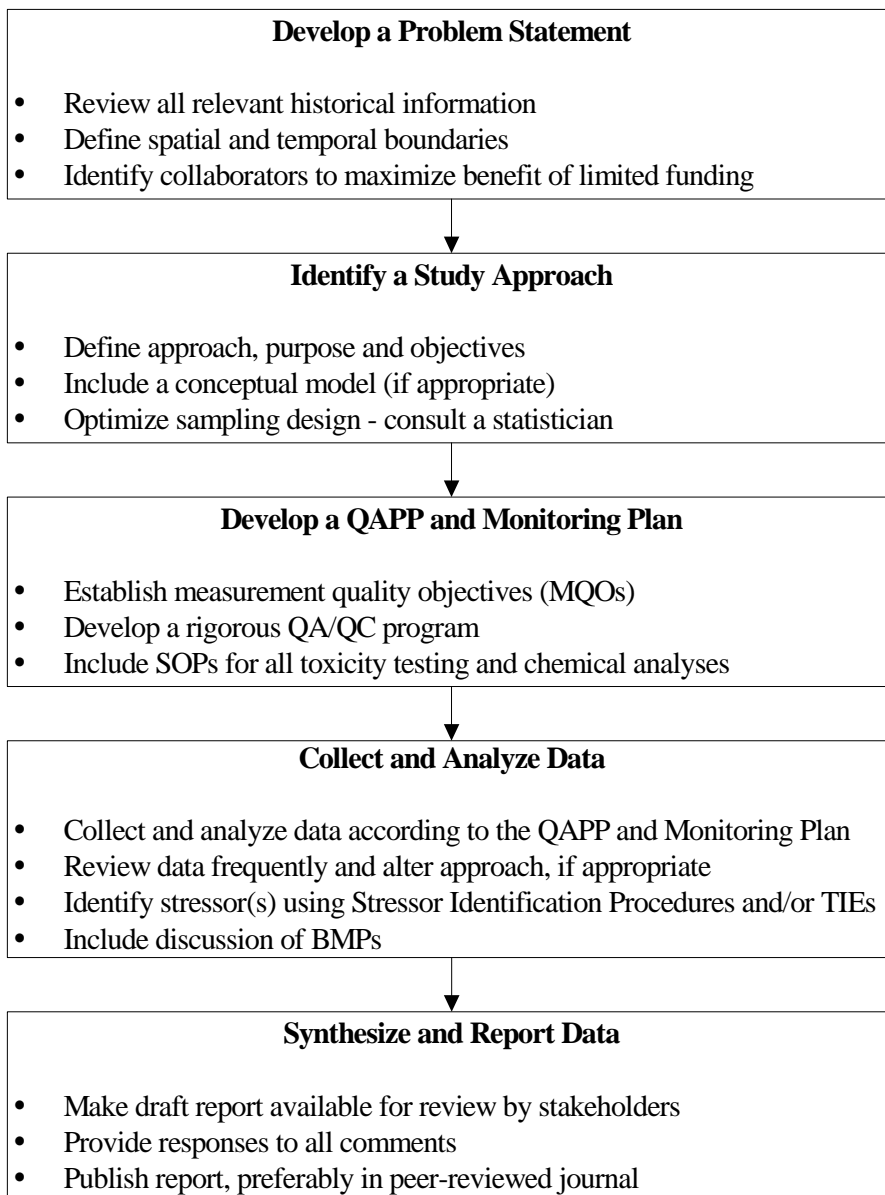 Develop a Problem Statement
• Review all relevant historical information
• Define spatial and temporal boundaries
• Identify collaborators to maximize benefit of limited funding
Identify a Study Approach
• Define approach, purpose and objectives
• Include a conceptual model (if appropriate)
• Optimize sampling design - consult a statistician
Develop a QAPP and Monitoring Plan
• Establish measurement quality objectives (MQOs)
• Develop a rigorous QA/QC program
• Include SOPs for all toxicity testing and chemical analyses
Collect and Analyze Data
• Collect and analyze data according to the QAPP and Monitoring Plan
• Review data frequently and alter approach, if appropriate
• Identify stressor(s) using Stressor Identification Procedures and/or TIEs
• Include discussion of BMPs
Synthesize and Report Data
• Make draft report available for review by stakeholders
• Provide responses to all comments
• Publish report, preferably in peer-reviewed journal